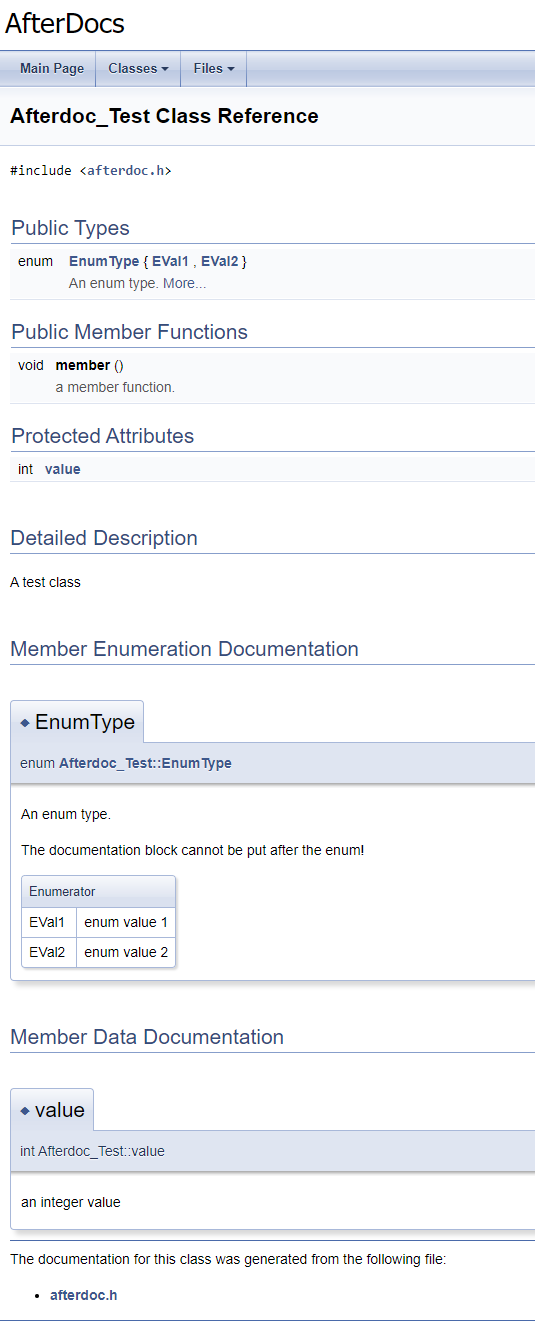 AfterDocs
Main Page Classes Files
Afterdoc_Test Class Reference
#include <afterdoc.h>
Public Types
enum EnumType { EVal1 , EVal2 }
An enum type. More...
Public Member Functions
void member ()
a member function.
Protected Attributes
int value
Detailed Description
A test class
Member Enumeration Documentation
◆ EnumType
enum Afterdoc_Test::EnumType
An enum type.
The documentation block cannot be put after the enum!
Enumerator
EVal1 enum value 1
EVal2 enum value 2
Member Data Documentation
◆ value
int Afterdoc_Test::value
an integer value
The documentation for this class was generated from the following file:
• afterdoc.h